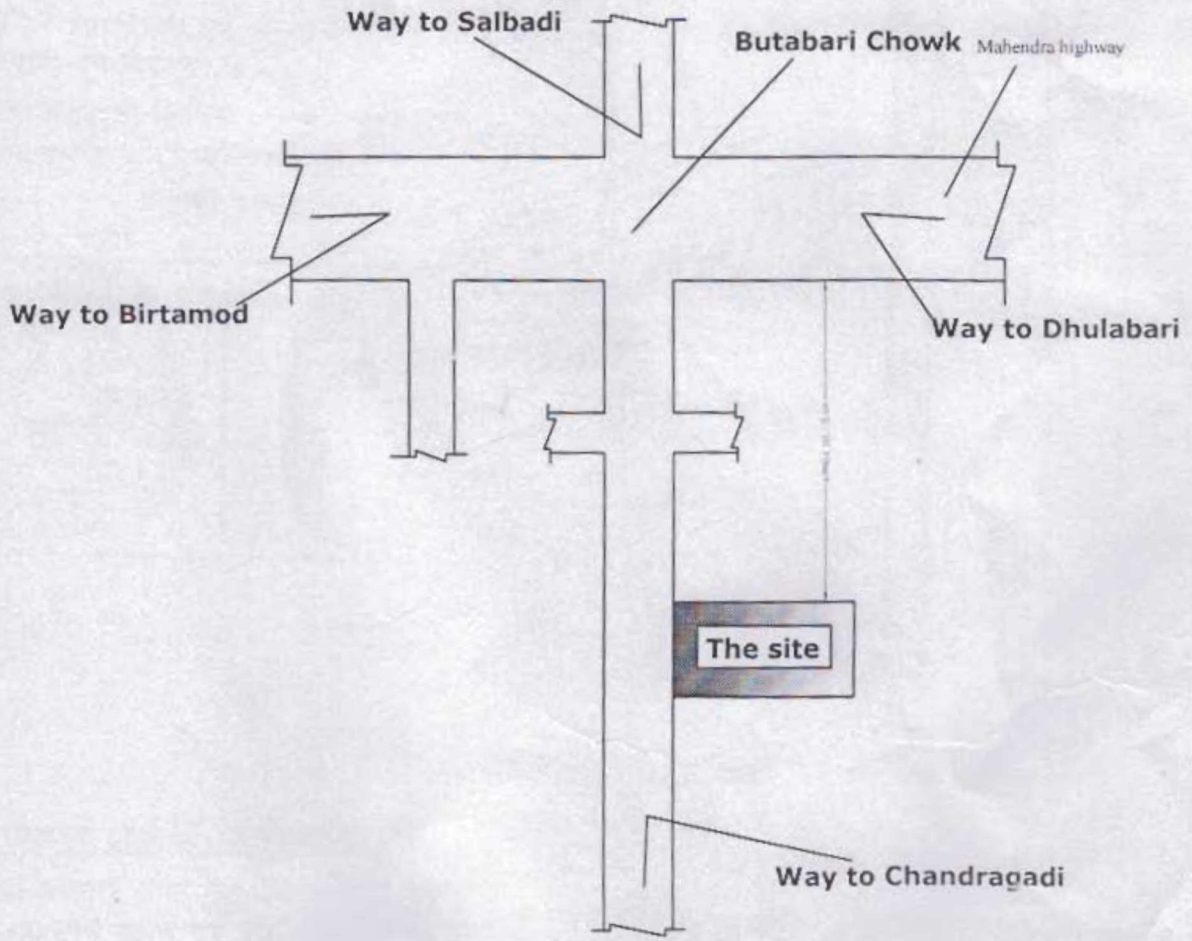 Way to Salbadi
Butabari Chowk
Mahendra highway
Way to Birtamod
Way to Dhulabari
The site
Way to Chandragadi